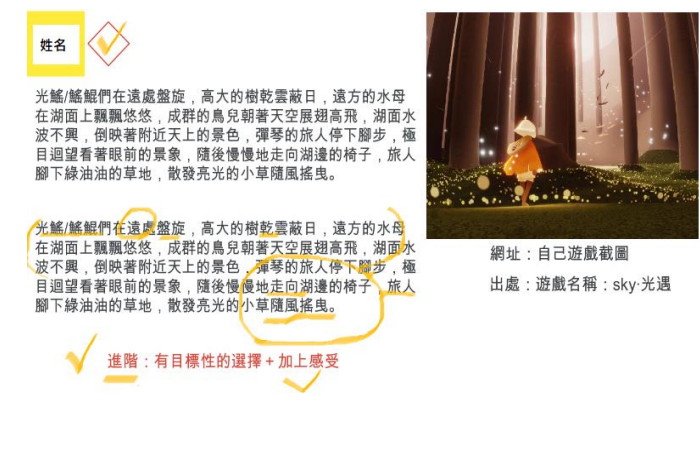 姓名
光鰩/鰩鯤們在遠處盤旋，高大的樹乾雲蔽日，遠方的水母
在湖面上飄飄悠悠，成群的鳥兒朝著天空展翅高飛，湖面水
波不興，倒映著附近天上的景色，彈琴的旅人停下腳步，極
目迴望看著眼前的景象，隨後慢慢地走向湖邊的椅子，旅人
腳下綠油油的草地，散發亮光的小草隨風搖曳。
光鰩/鰩鯤們在遠處盤旋，高大的樹乾雲蔽日，遠方的水母
在湖面上飄飄悠悠，成群的鳥兒朝著天空展翅高飛，湖面水
波不興，倒映著附近天上的景色，彈琴的旅人停下腳步，極
目迴望看著眼前的景象，隨後慢慢地走向湖邊的椅子，旅人
腳下綠油油的草地，散發亮光的小草隨風搖曳。
進階：有目標性的選擇+加上感受
網址：自己遊戲截圖
出處：遊戲名稱：sky·光遇